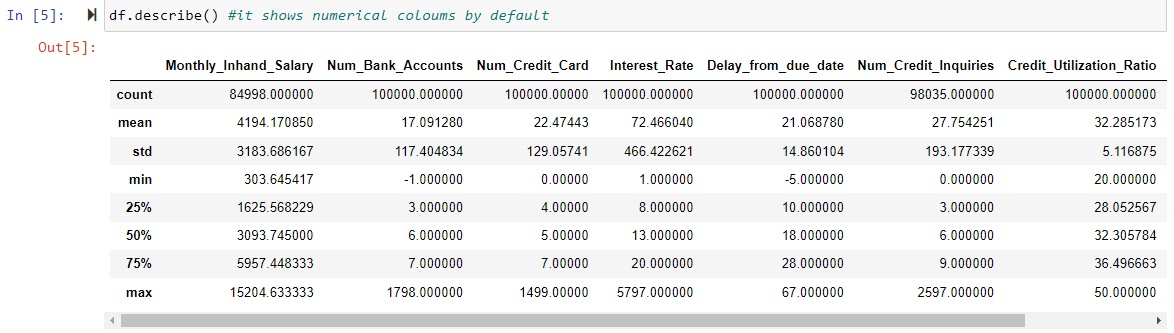 In [5]: df.describe() #it shows numerical coloums by default
Out[5]:
Monthly_Inhand_Salary Num_Bank_Accounts Num_Credit_Card Interest_Rate Delay_from_due_date Num_Credit_Inquiries Credit_Utilization_Ratio
count 84998.000000 100000.000000 100000.00000 100000.000000 100000.000000 98035.000000 100000.000000
mean 4194.170850 17.091280 22.47443 72.466040 21.068780 27.754251 32.285173
std 3183.686167 117.404834 129.05741 466.422621 14.860104 193.177339 5.116875
min 303.645417 -1.000000 0.00000 1.000000 -5.000000 0.000000 20.000000
25% 1625.568229 3.000000 4.00000 8.000000 10.000000 3.000000 28.052567
50% 3093.745000 6.000000 5.00000 13.000000 18.000000 6.000000 32.305784
75% 5957.448333 7.000000 7.00000 20.000000 28.000000 9.000000 36.496663
max 15204.633333 1798.000000 1499.00000 5797.000000 67.000000 2597.000000 50.000000